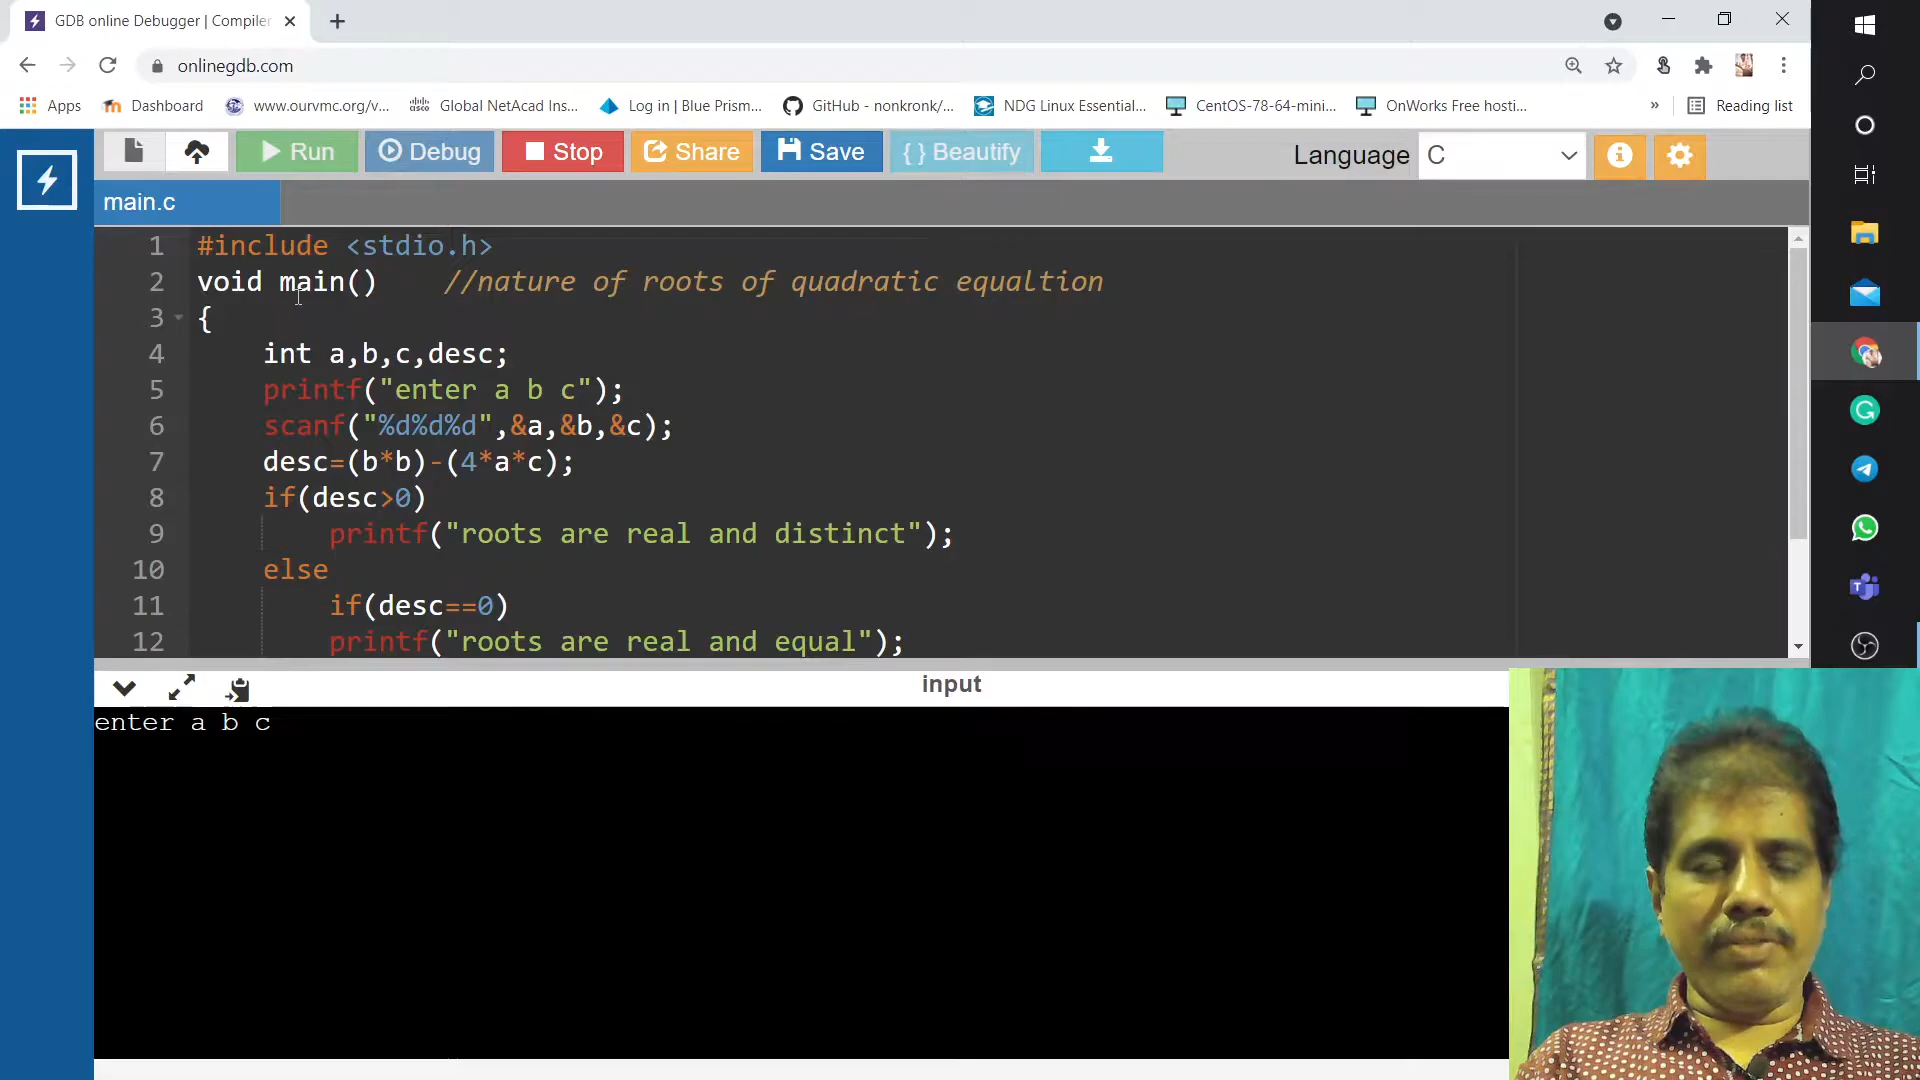 GDB online Debugger | Compiler
onlinegdb.com
Apps
Dashboard
www.ourvmc.org/v...
Global NetAcad Ins...
Log in | Blue Prism...
GitHub - nonkronk/...
NDG Linux Essential...
CentOS-78-64-mini...
OnWorks Free hosti...
»
Reading list
Run
Debug
Stop
Share
Save
{ } Beautify
Language
C
main.c
1 #include <stdio.h>
2 void main()    //nature of roots of quadratic equaltion
3 {
4     int a,b,c,desc;
5     printf("enter a b c");
6     scanf("%d%d%d",&a,&b,&c);
7     desc=(b*b)-(4*a*c);
8     if(desc>0)
9         printf("roots are real and distinct");
10     else
11         if(desc==0)
12         printf("roots are real and equal");
input
enter a b c